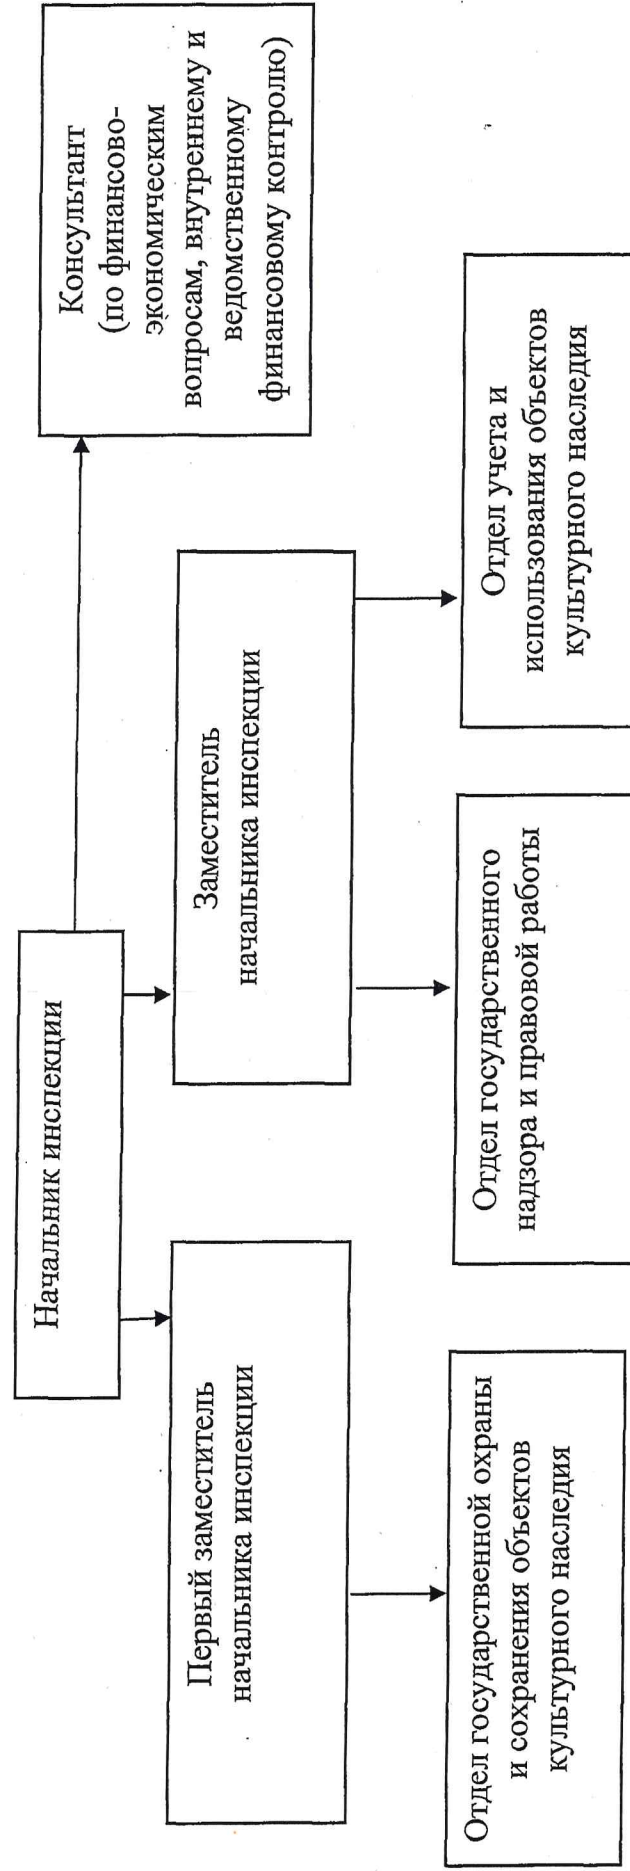 Начальник инспекции
Консультант
(по финансово-
экономическим
вопросам, внутреннему и
ведомственному
финансовому контролю)
Первый заместитель
начальника инспекции
Заместитель
начальника инспекции
Отдел государственной охраны
и сохранения объектов
культурного наследия
Отдел государственного
надзора и правовой работы
Отдел учета и
использования объектов
культурного наследия